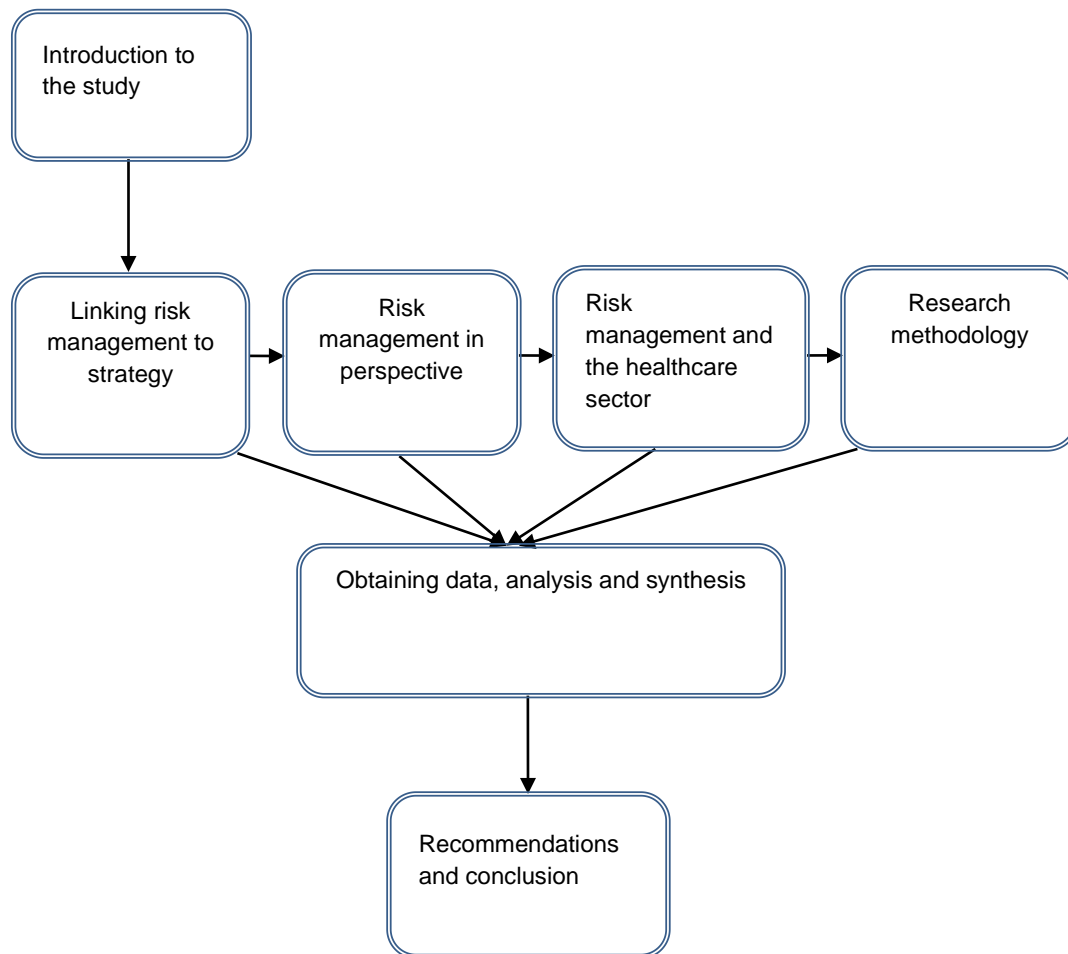 Introduction to
the study
Linking risk
management to
strategy
Risk
management in
perspective
Risk
management and
the healthcare
sector
Research
methodology
Obtaining data, analysis and synthesis
Recommendations
and conclusion